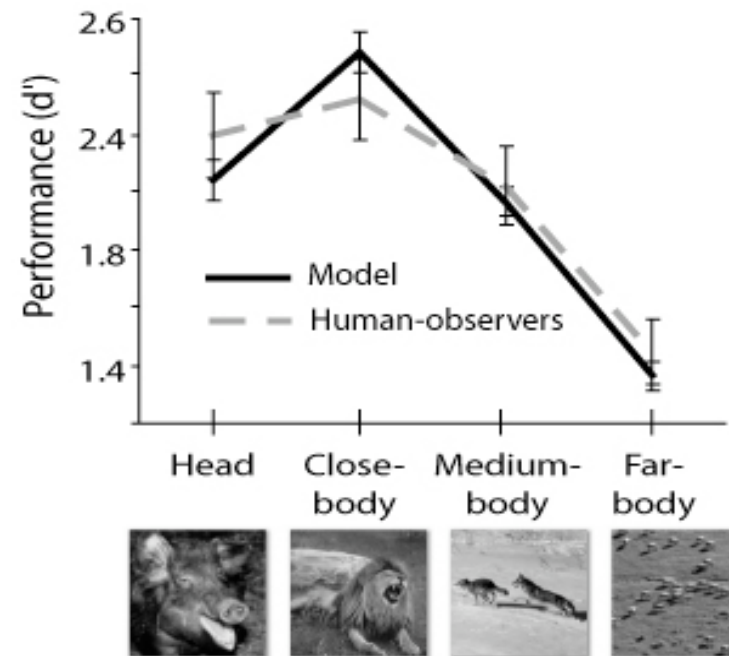 2.6
2.4
1.8
1.4
Performance (d')
Model
Human-observers
Head
Close-
body
Medium-
body
Far-
body